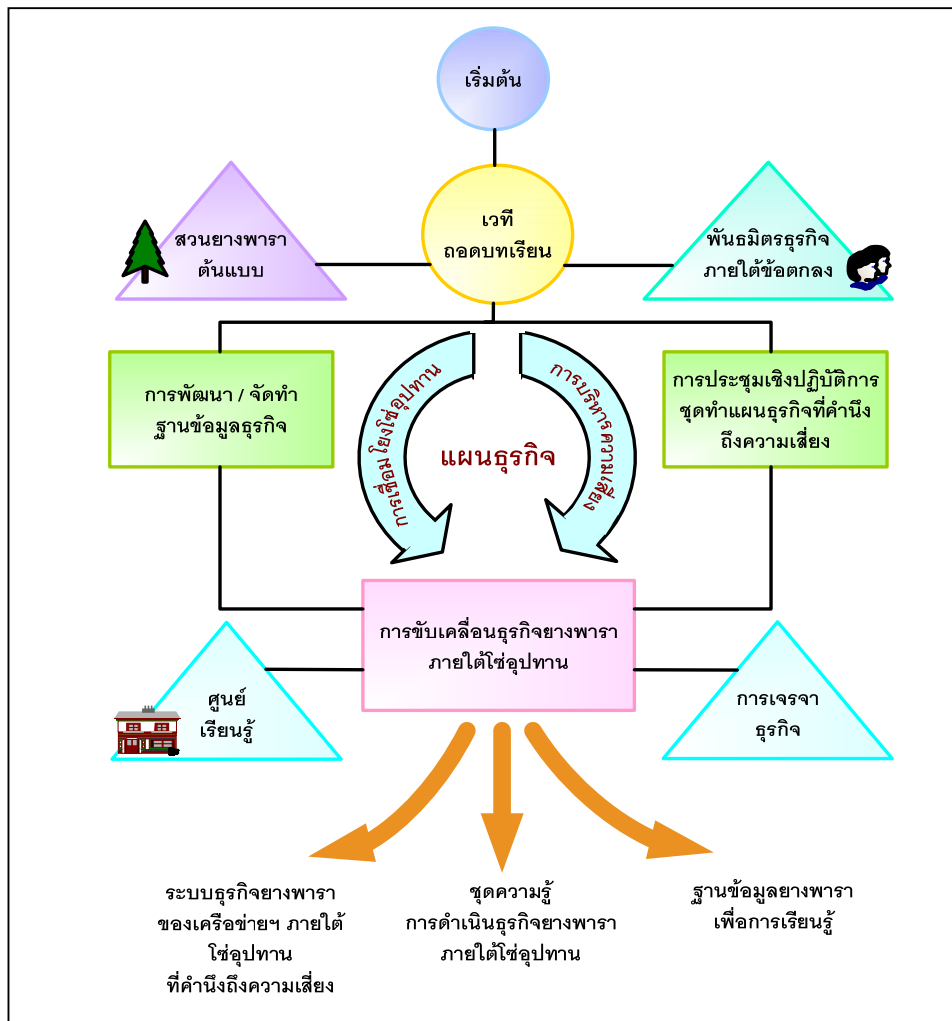 เริ่มต้น
เวที
ถอดบทเรียน
สวนยางพารา
ต้นแบบ
พันธมิตรธุรกิจ
ภายใต้ข้อตกลง
การพัฒนา / จัดทำ
ฐานข้อมูลธุรกิจ
การเชื่อมโยงโซ่อุปทาน
แผนธุรกิจ
การบริหารความเสี่ยง
การประชุมเชิงปฏิบัติการ
ชุดทำแผนธุรกิจที่คำนึง
ถึงความเสี่ยง
การขับเคลื่อนธุรกิจยางพารา
ภายใต้โซ่อุปทาน
ศูนย์
เรียนรู้
การเจรจา
ธุรกิจ
ระบบธุรกิจยางพารา
ของเครือข่ายฯ ภายใต้
โซ่อุปทาน
ที่คำนึงถึงความเสี่ยง
ชุดความรู้
การดำเนินธุรกิจยางพารา
ภายใต้โซ่อุปทาน
ฐานข้อมูลยางพารา
เพื่อการเรียนรู้